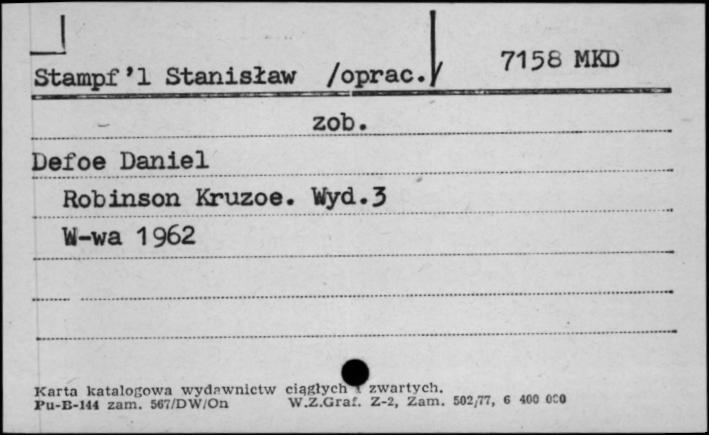 Stampf'l Stanisław /oprac./ 7158 MKD
zob.
Defoe Daniel
Robinson Kruzoe. Wyd.3
W-wa 1962
Karta katalogowa wydawnictw ciągłych i zwartych.
Pu-B-144 zam. 567/DW/On W.Z.Graf. Z-2, Zam. 502/77, 6 400 000